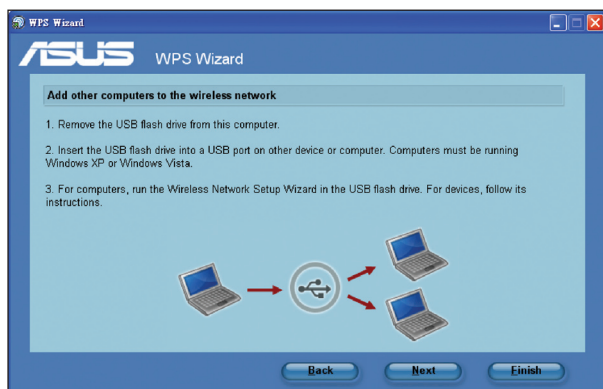 WPS Wizard
ASUS WPS Wizard
Add other computers to the wireless network
1. Remove the USB flash drive from this computer.
2. Insert the USB flash drive into a USB port on other device or computer. Computers must be running
Windows XP or Windows Vista.
3. For computers, run the Wireless Network Setup Wizard in the USB flash drive. For devices, follow its
instructions.
Back Next Finish